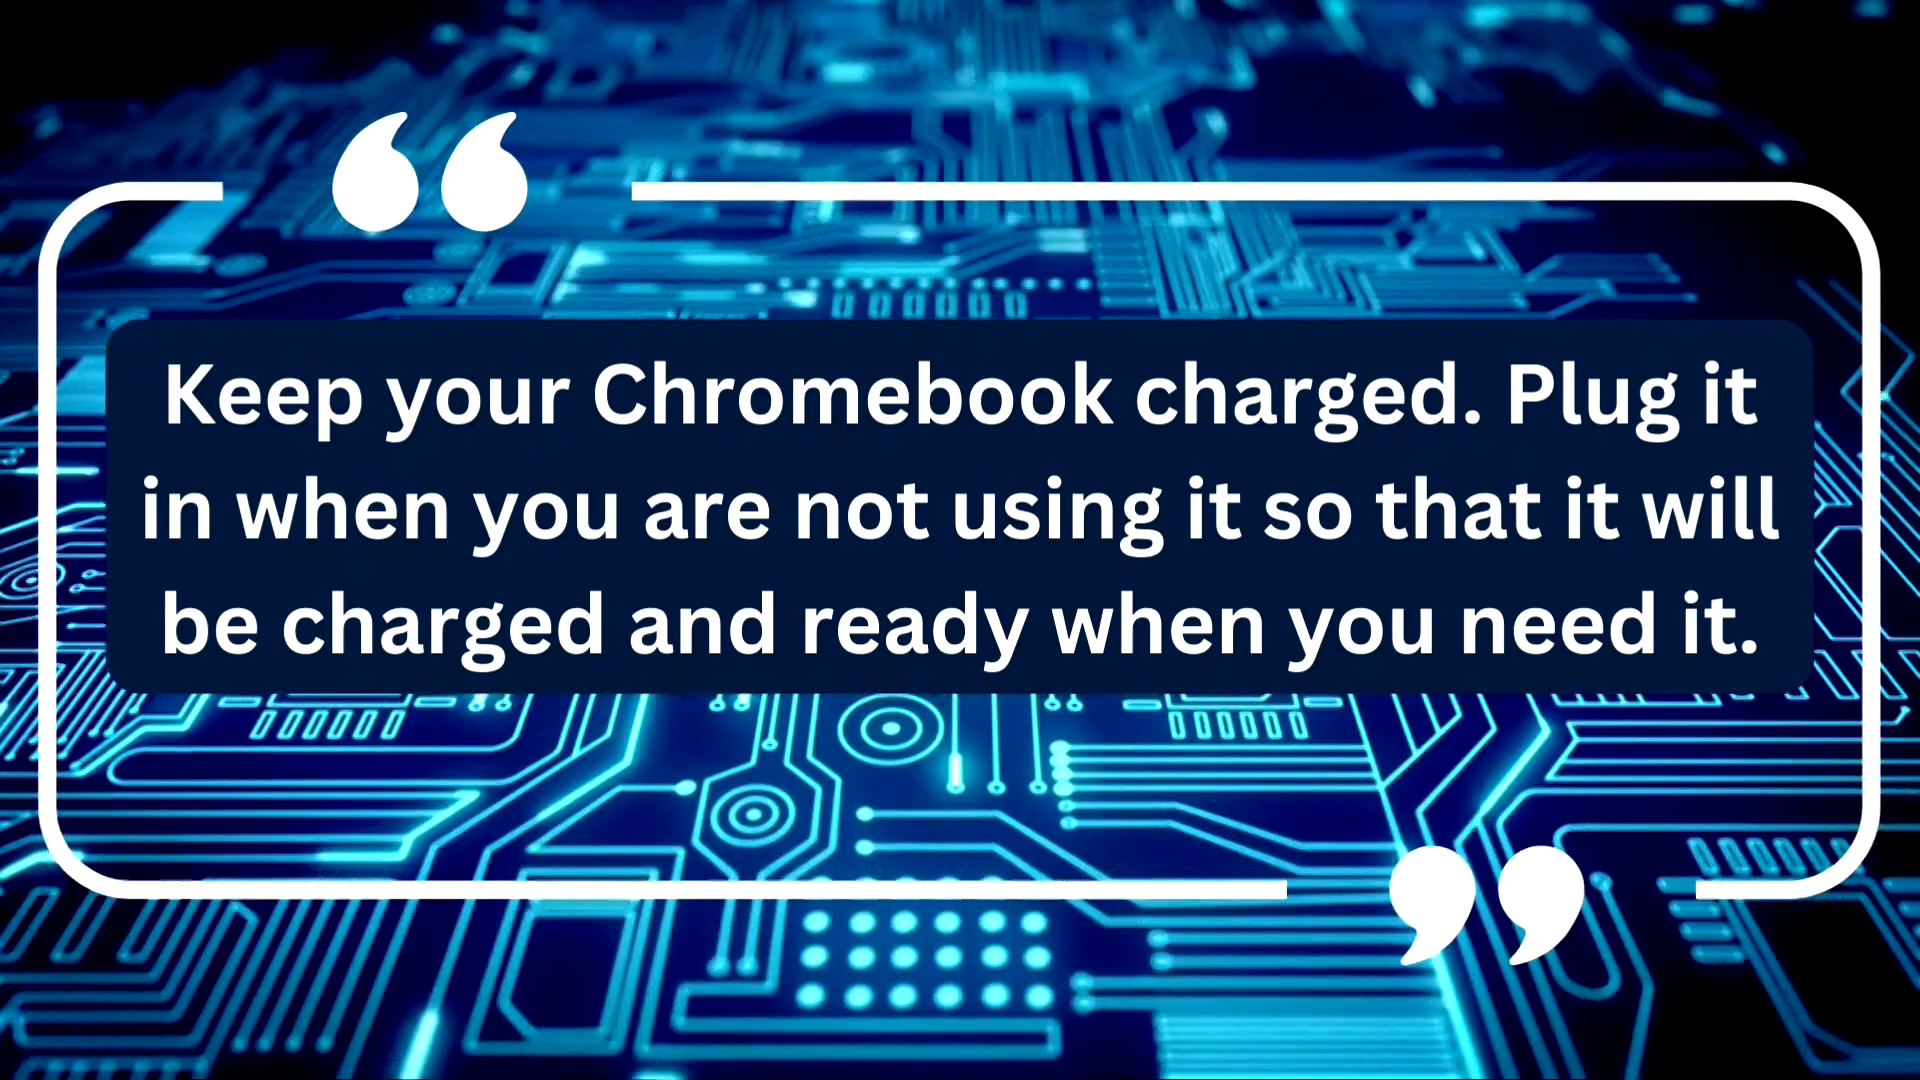 “
Keep your Chromebook charged. Plug it
in when you are not using it so that it will
be charged and ready when you need it.
”